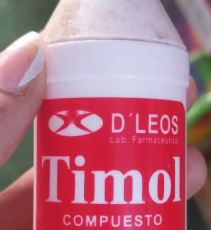 D´LEOS
Lab. Farmacéutico
Timol
COMPUESTO